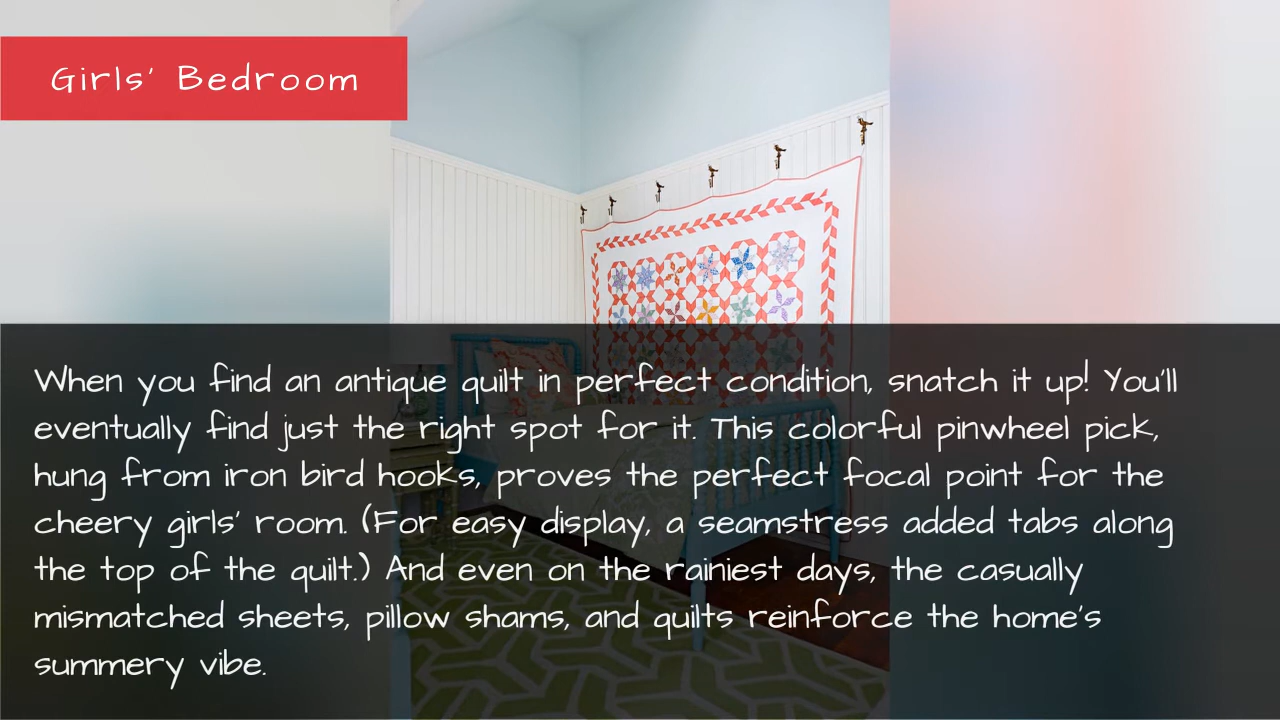 Girls' Bedroom
When you find an antique quilt in perfect condition, snatch it up! You'll
eventually find just the right spot for it. This colorful pinwheel pick,
hung from iron bird hooks, proves the perfect focal point for the
cheery girls' room. (For easy display, a seamstress added tabs along
the top of the quilt.) And even on the rainiest days, the casually
mismatched sheets, pillow shams, and quilts reinforce the home's
summery vibe.